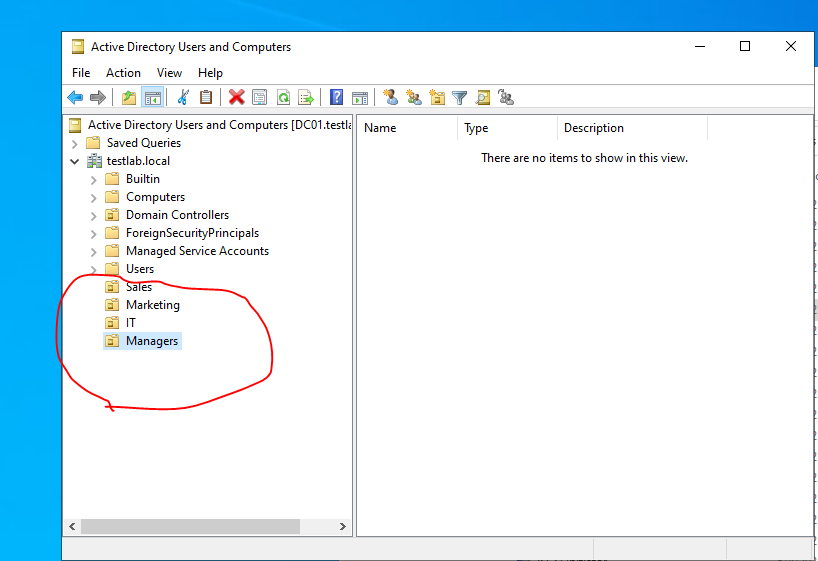 Active Directory Users and Computers
File Action View Help
Active Directory Users and Computers [DC01.testla
Name Type Description
Saved Queries
There are no items to show in this view.
testlab.local
Builtin
Computers
Domain Controllers
ForeignSecurityPrincipals
Managed Service Accounts
Users
Sales
Marketing
IT
Managers